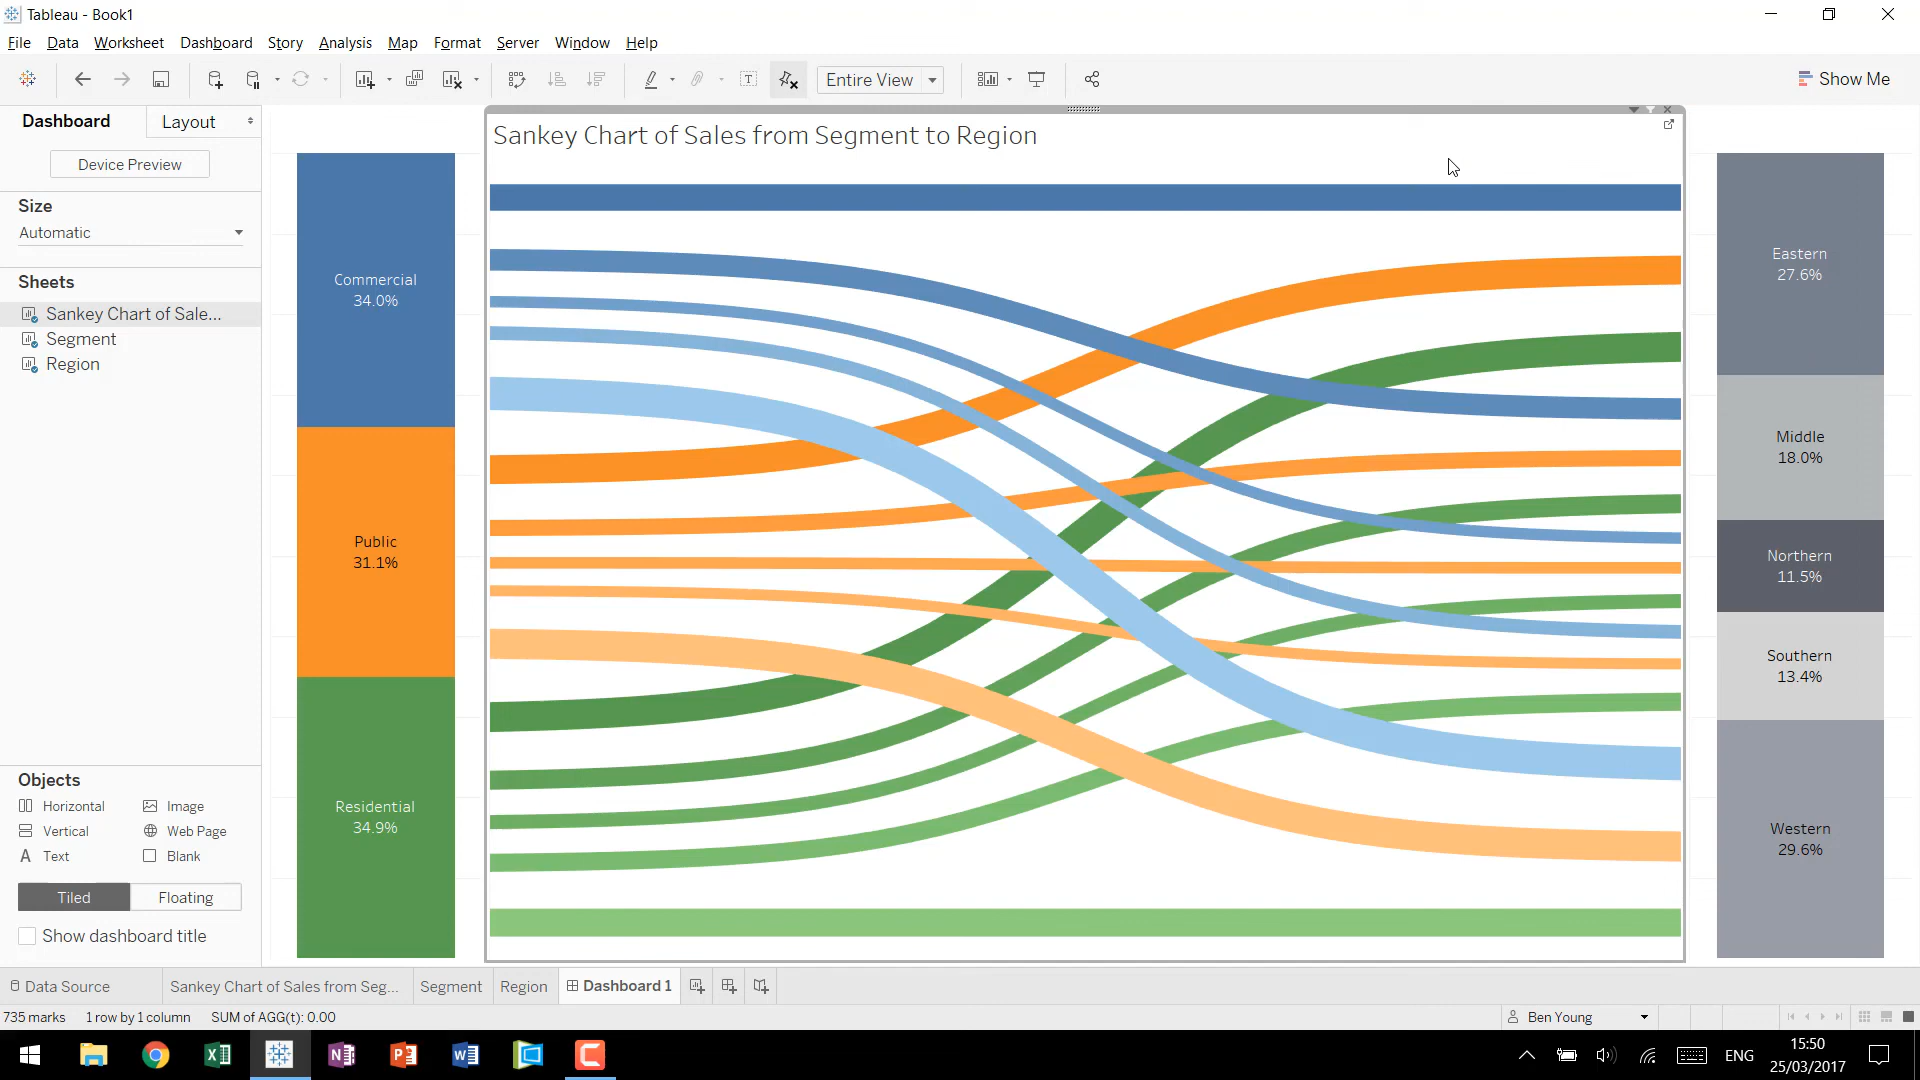 Tableau - Book1
File Data Worksheet Dashboard Story Analysis Map Format Server Window Help
Entire View
Show Me
Dashboard
Layout
Device Preview
Size
Automatic
Sheets
Sankey Chart of Sale...
Segment
Region
Sankey Chart of Sales from Segment to Region
Commercial
34.0%
Public
31.1%
Residential
34.9%
Eastern
27.6%
Middle
18.0%
Northern
11.5%
Southern
13.4%
Western
29.6%
Objects
Horizontal Image
Vertical Web Page
A Text Blank
Tiled Floating
Show dashboard title
Data Source Sankey Chart of Sales from Seg... Segment Region Dashboard 1
735 marks 1 row by 1 column SUM of AGG(t): 0.00 Ben Young
ENG
15:50
25/03/2017